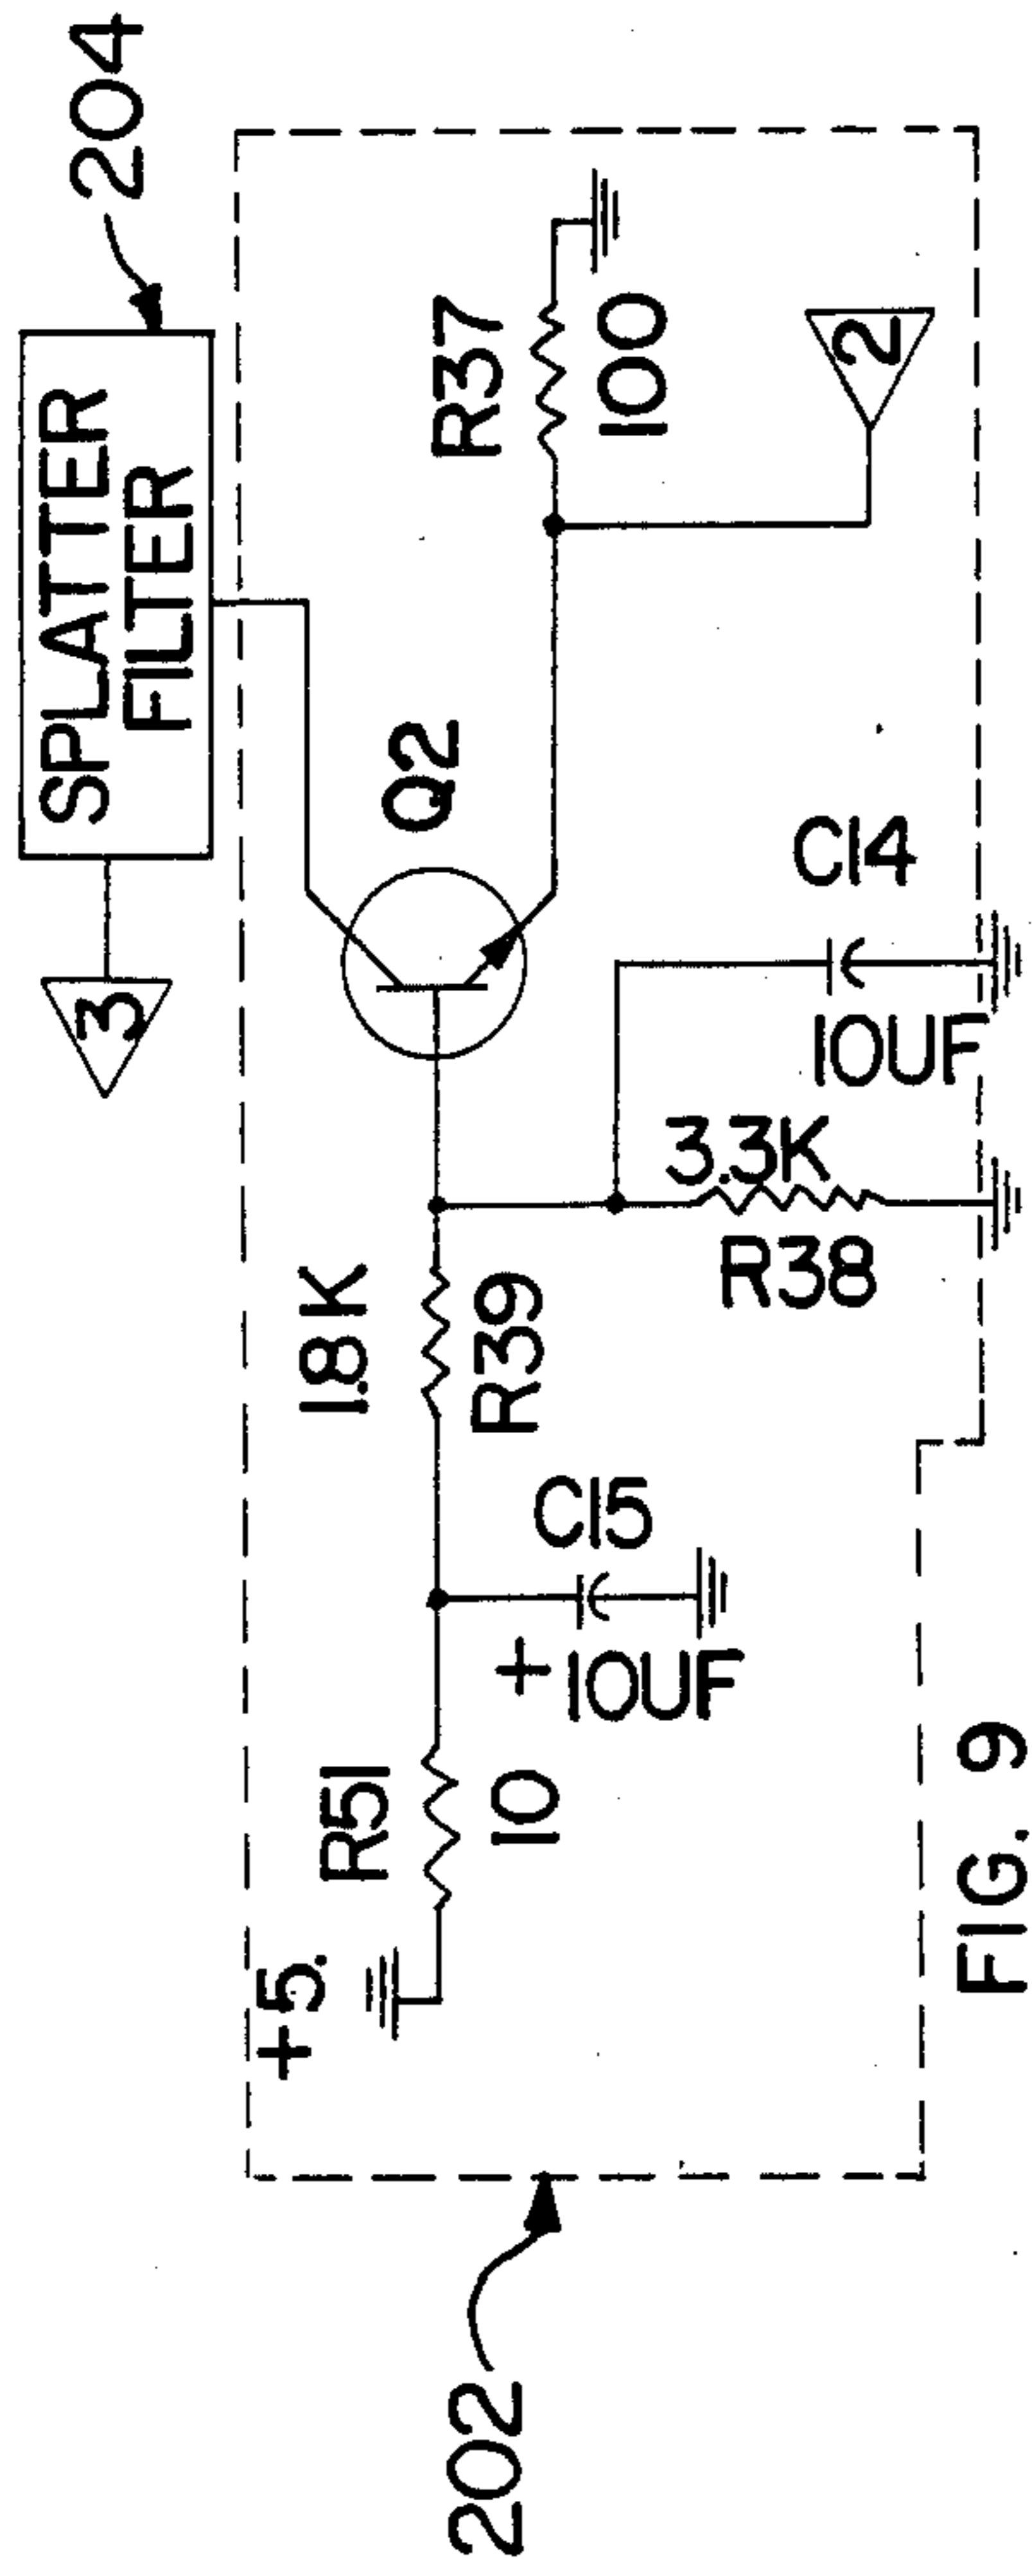 204
SPLATTER
FILTER
3
R37
100
2
Q2
C14
10UF
3.3K
R38
1.8K
R39
C15
+
10UF
R51
10
+5.
202
FIG. 9